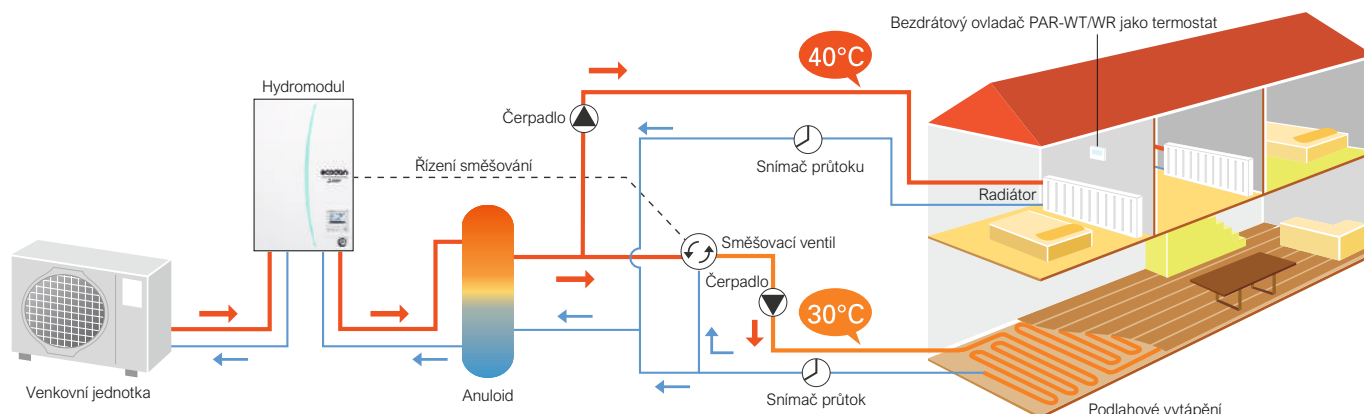 Bezdrátový ovladač PAR-WT/WR jako termostat
40°C
Hydromodul
Čerpadlo
Řízení směšování
Snímač průtoku
Radiátor
ecodan
Směšovací ventil
Čerpadlo
30°C
Venkovní jednotka
Anuloid
Snímač průtok
Podlahové vytápění